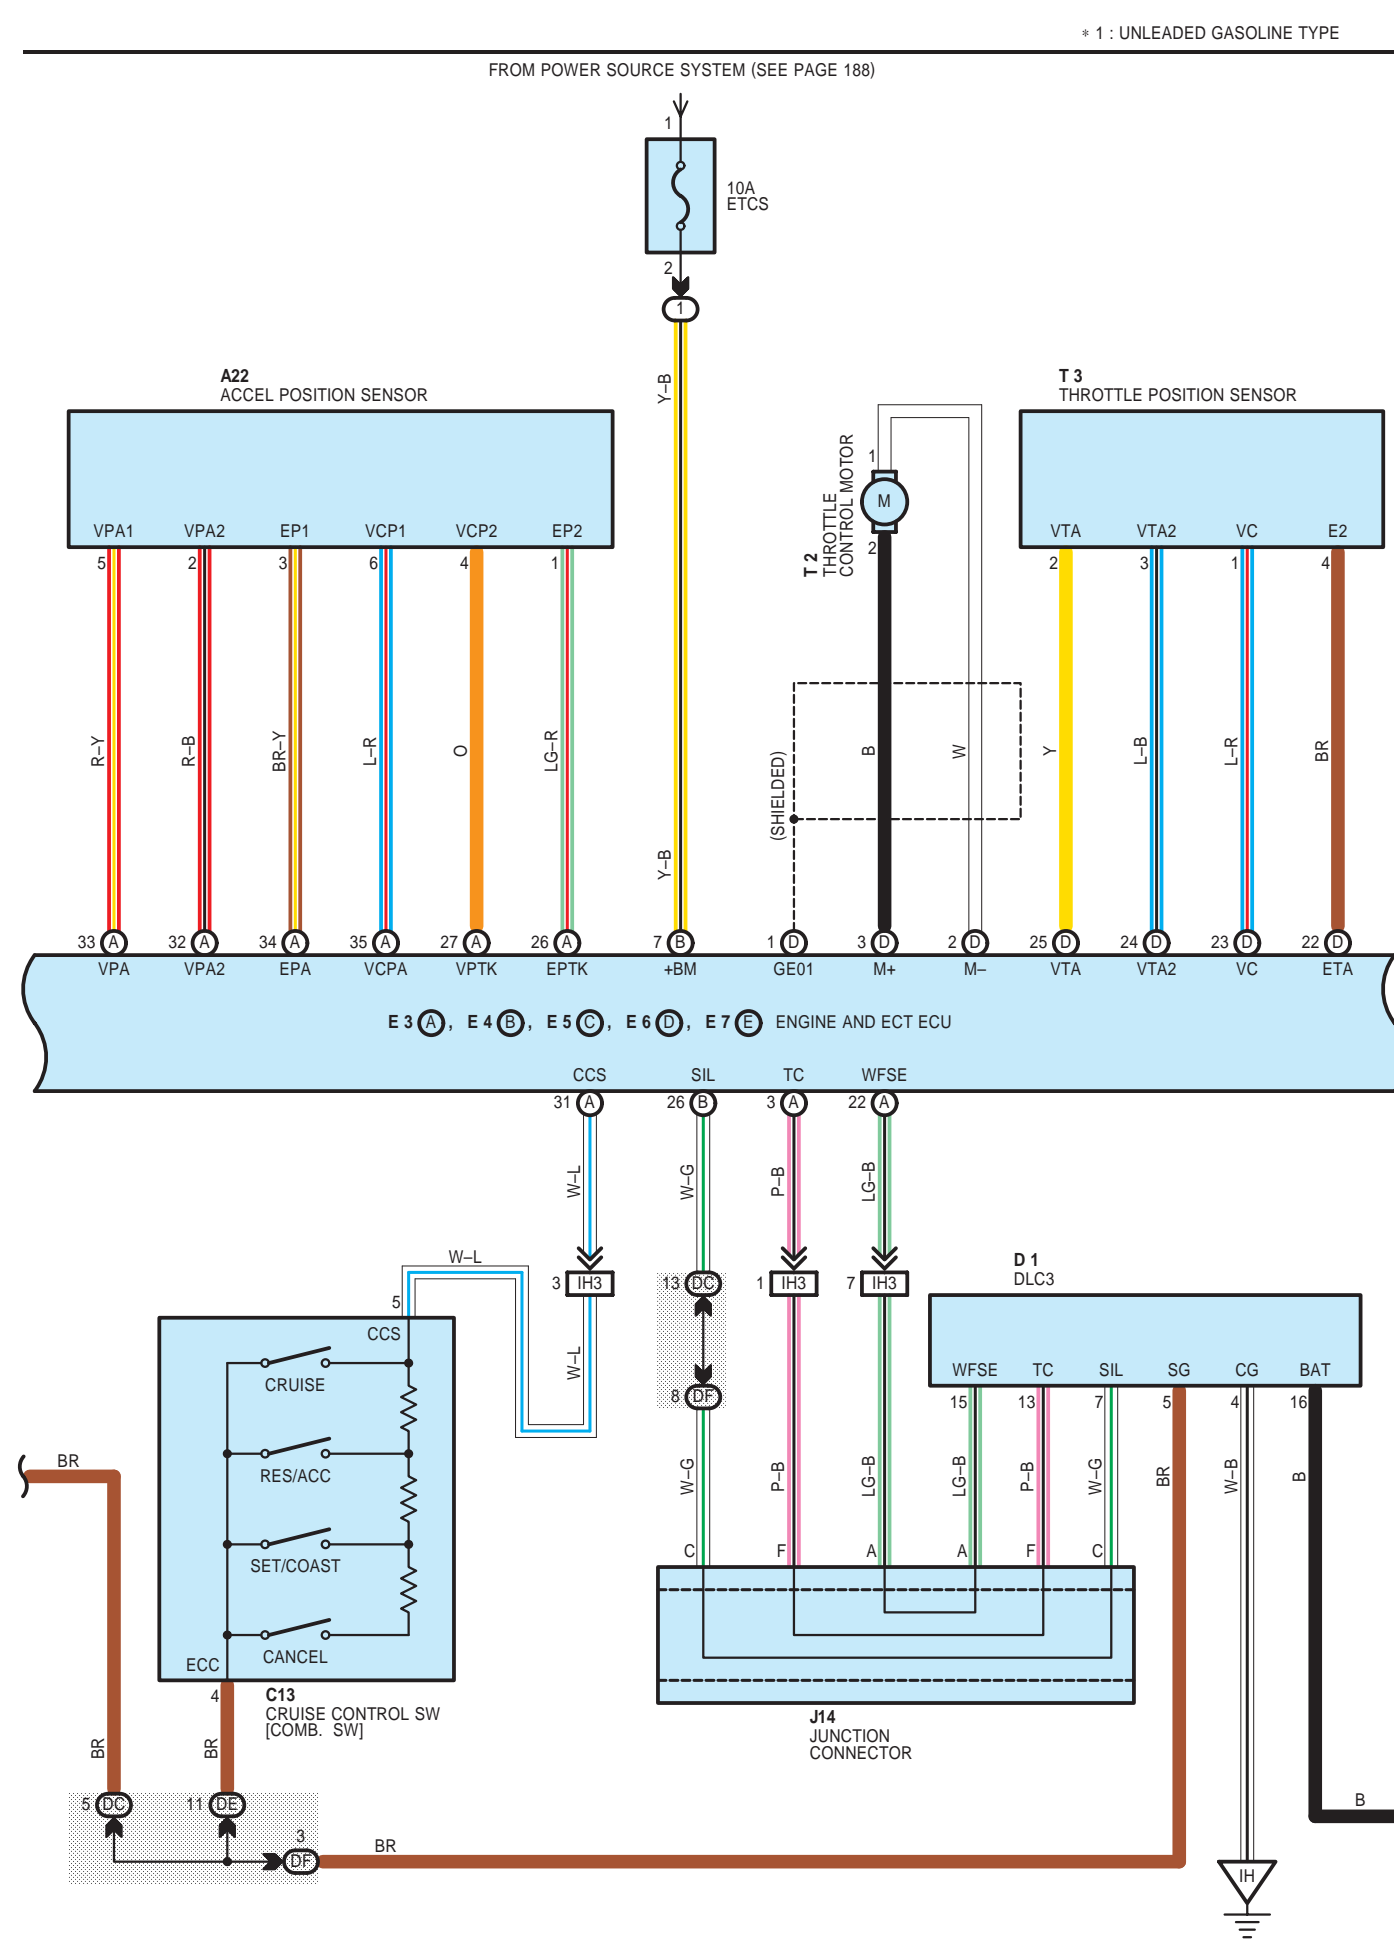 * 1 : UNLEADED GASOLINE TYPE
FROM POWER SOURCE SYSTEM (SEE PAGE 188)
1
10A
ETCS
2
1
Y–B
A22
ACCEL POSITION SENSOR
VPA1 VPA2 EP1 VCP1 VCP2 EP2
5 2 3 6 4 1
R–Y R–B BR–Y L–R O LG–R
Y–B
T 2
THROTTLE
CONTROL MOTOR
1
M
2
T 3
THROTTLE POSITION SENSOR
VTA VTA2 VC E2
2 3 1 4
(SHIELDED)
B W Y L–B L–R BR
33 A 32 A 34 A 35 A 27 A 26 A 7 B 1 D 3 D 2 D 25 D 24 D 23 D 22 D
VPA VPA2 EPA VCPA VPTK EPTK +BM GE01 M+ M– VTA VTA2 VC ETA
E 3 A , E 4 B , E 5 C , E 6 D , E 7 E ENGINE AND ECT ECU
CCS SIL TC WFSE
31 A 26 B 3 A 22 A
W–L W–G P–B LG–B
W–L
3 IH3 13 DC 1 IH3 7 IH3
W–L
8 DF
D 1
DLC3
WFSE TC SIL SG CG BAT
15 13 7 5 4 16
W–G P–B LG–B LG–B P–B W–G BR W–B B
C F A A F C
5
CCS
CRUISE
RES/ACC
SET/COAST
CANCEL
ECC
4
C13
CRUISE CONTROL SW
[COMB. SW]
J14
JUNCTION
CONNECTOR
BR
BR BR
5 DC 11 DE
3
DF
BR
B
IH